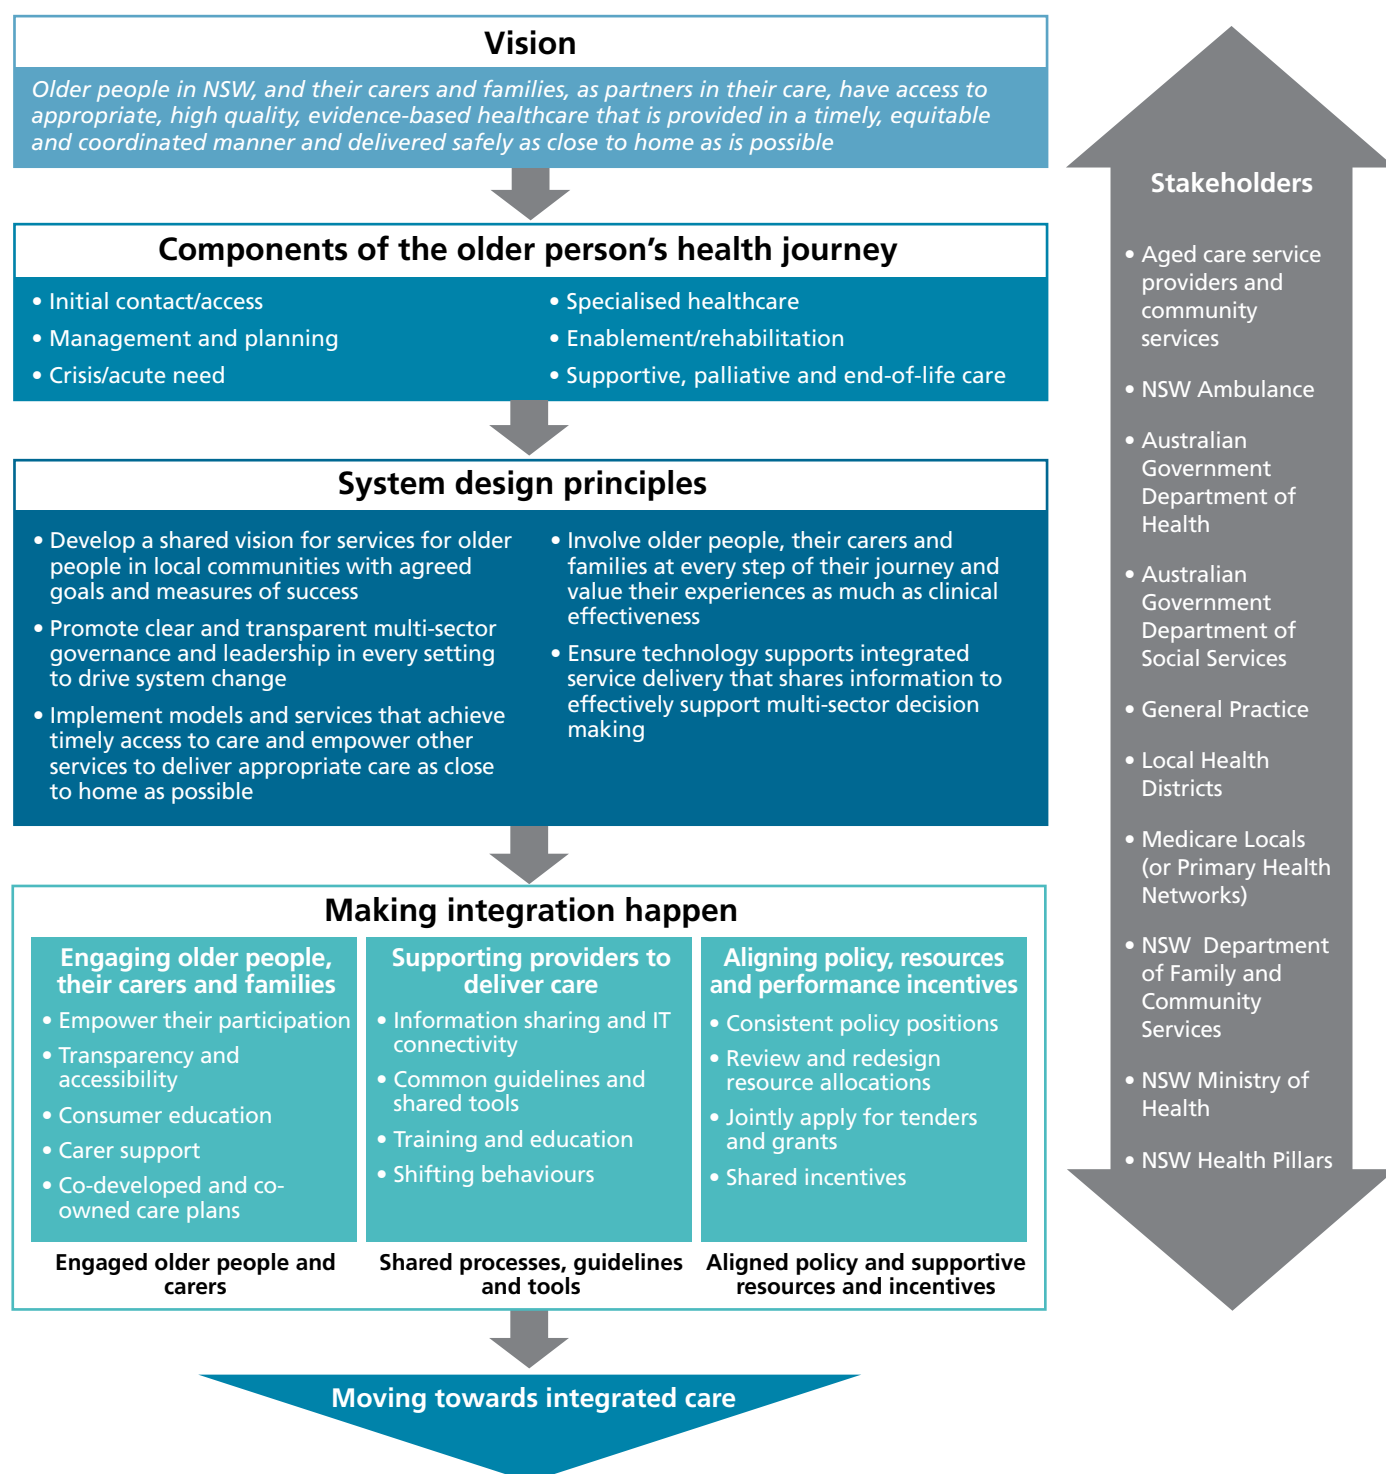 Vision
Older people in NSW, and their carers and families, as partners in their care, have access to
appropriate, high quality, evidence-based healthcare that is provided in a timely, equitable
and coordinated manner and delivered safely as close to home as is possible
Components of the older person’s health journey
• Initial contact/access
• Management and planning
• Crisis/acute need
• Specialised healthcare
• Enablement/rehabilitation
• Supportive, palliative and end-of-life care
System design principles
• Develop a shared vision for services for older
people in local communities with agreed
goals and measures of success
• Promote clear and transparent multi-sector
governance and leadership in every setting
to drive system change
• Implement models and services that achieve
timely access to care and empower other
services to deliver appropriate care as close
to home as possible
• Involve older people, their carers and
families at every step of their journey and
value their experiences as much as clinical
effectiveness
• Ensure technology supports integrated
service delivery that shares information to
effectively support multi-sector decision
making
Making integration happen
Engaging older people,
their carers and families
• Empower their participation
• Transparency and
accessibility
• Consumer education
• Carer support
• Co-developed and co-
owned care plans
Engaged older people and
carers
Supporting providers to
deliver care
• Information sharing and IT
connectivity
• Common guidelines and
shared tools
• Training and education
• Shifting behaviours
Shared processes, guidelines
and tools
Aligning policy, resources
and performance incentives
• Consistent policy positions
• Review and redesign
resource allocations
• Jointly apply for tenders
and grants
• Shared incentives
Aligned policy and supportive
resources and incentives
Moving towards integrated care
Stakeholders
• Aged care service
providers and
community
services
• NSW Ambulance
• Australian
Government
Department of
Health
• Australian
Government
Department of
Social Services
• General Practice
• Local Health
Districts
• Medicare Locals
(or Primary Health
Networks)
• NSW Department
of Family and
Community
Services
• NSW Ministry of
Health
• NSW Health Pillars